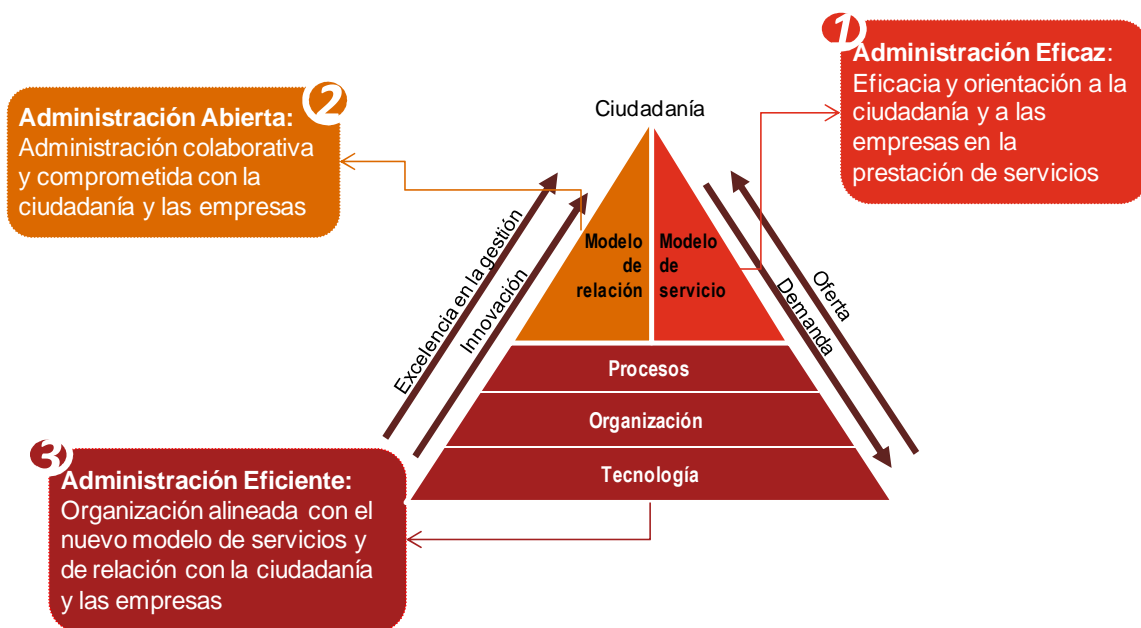 1
Administración Eficaz:
Eficacia y orientación a la
ciudadanía y a las
empresas en la
prestación de servicios
2
Administración Abierta:
Administración colaborativa
y comprometida con la
ciudadanía y las empresas
Ciudadanía
Modelo
de
relación
Modelo
de
servicio
Excelencia en la gestión
Innovación
Oferta
Demanda
Procesos
Organización
Tecnología
3
Administración Eficiente:
Organización alineada con el
nuevo modelo de servicios y
de relación con la ciudadanía
y las empresas